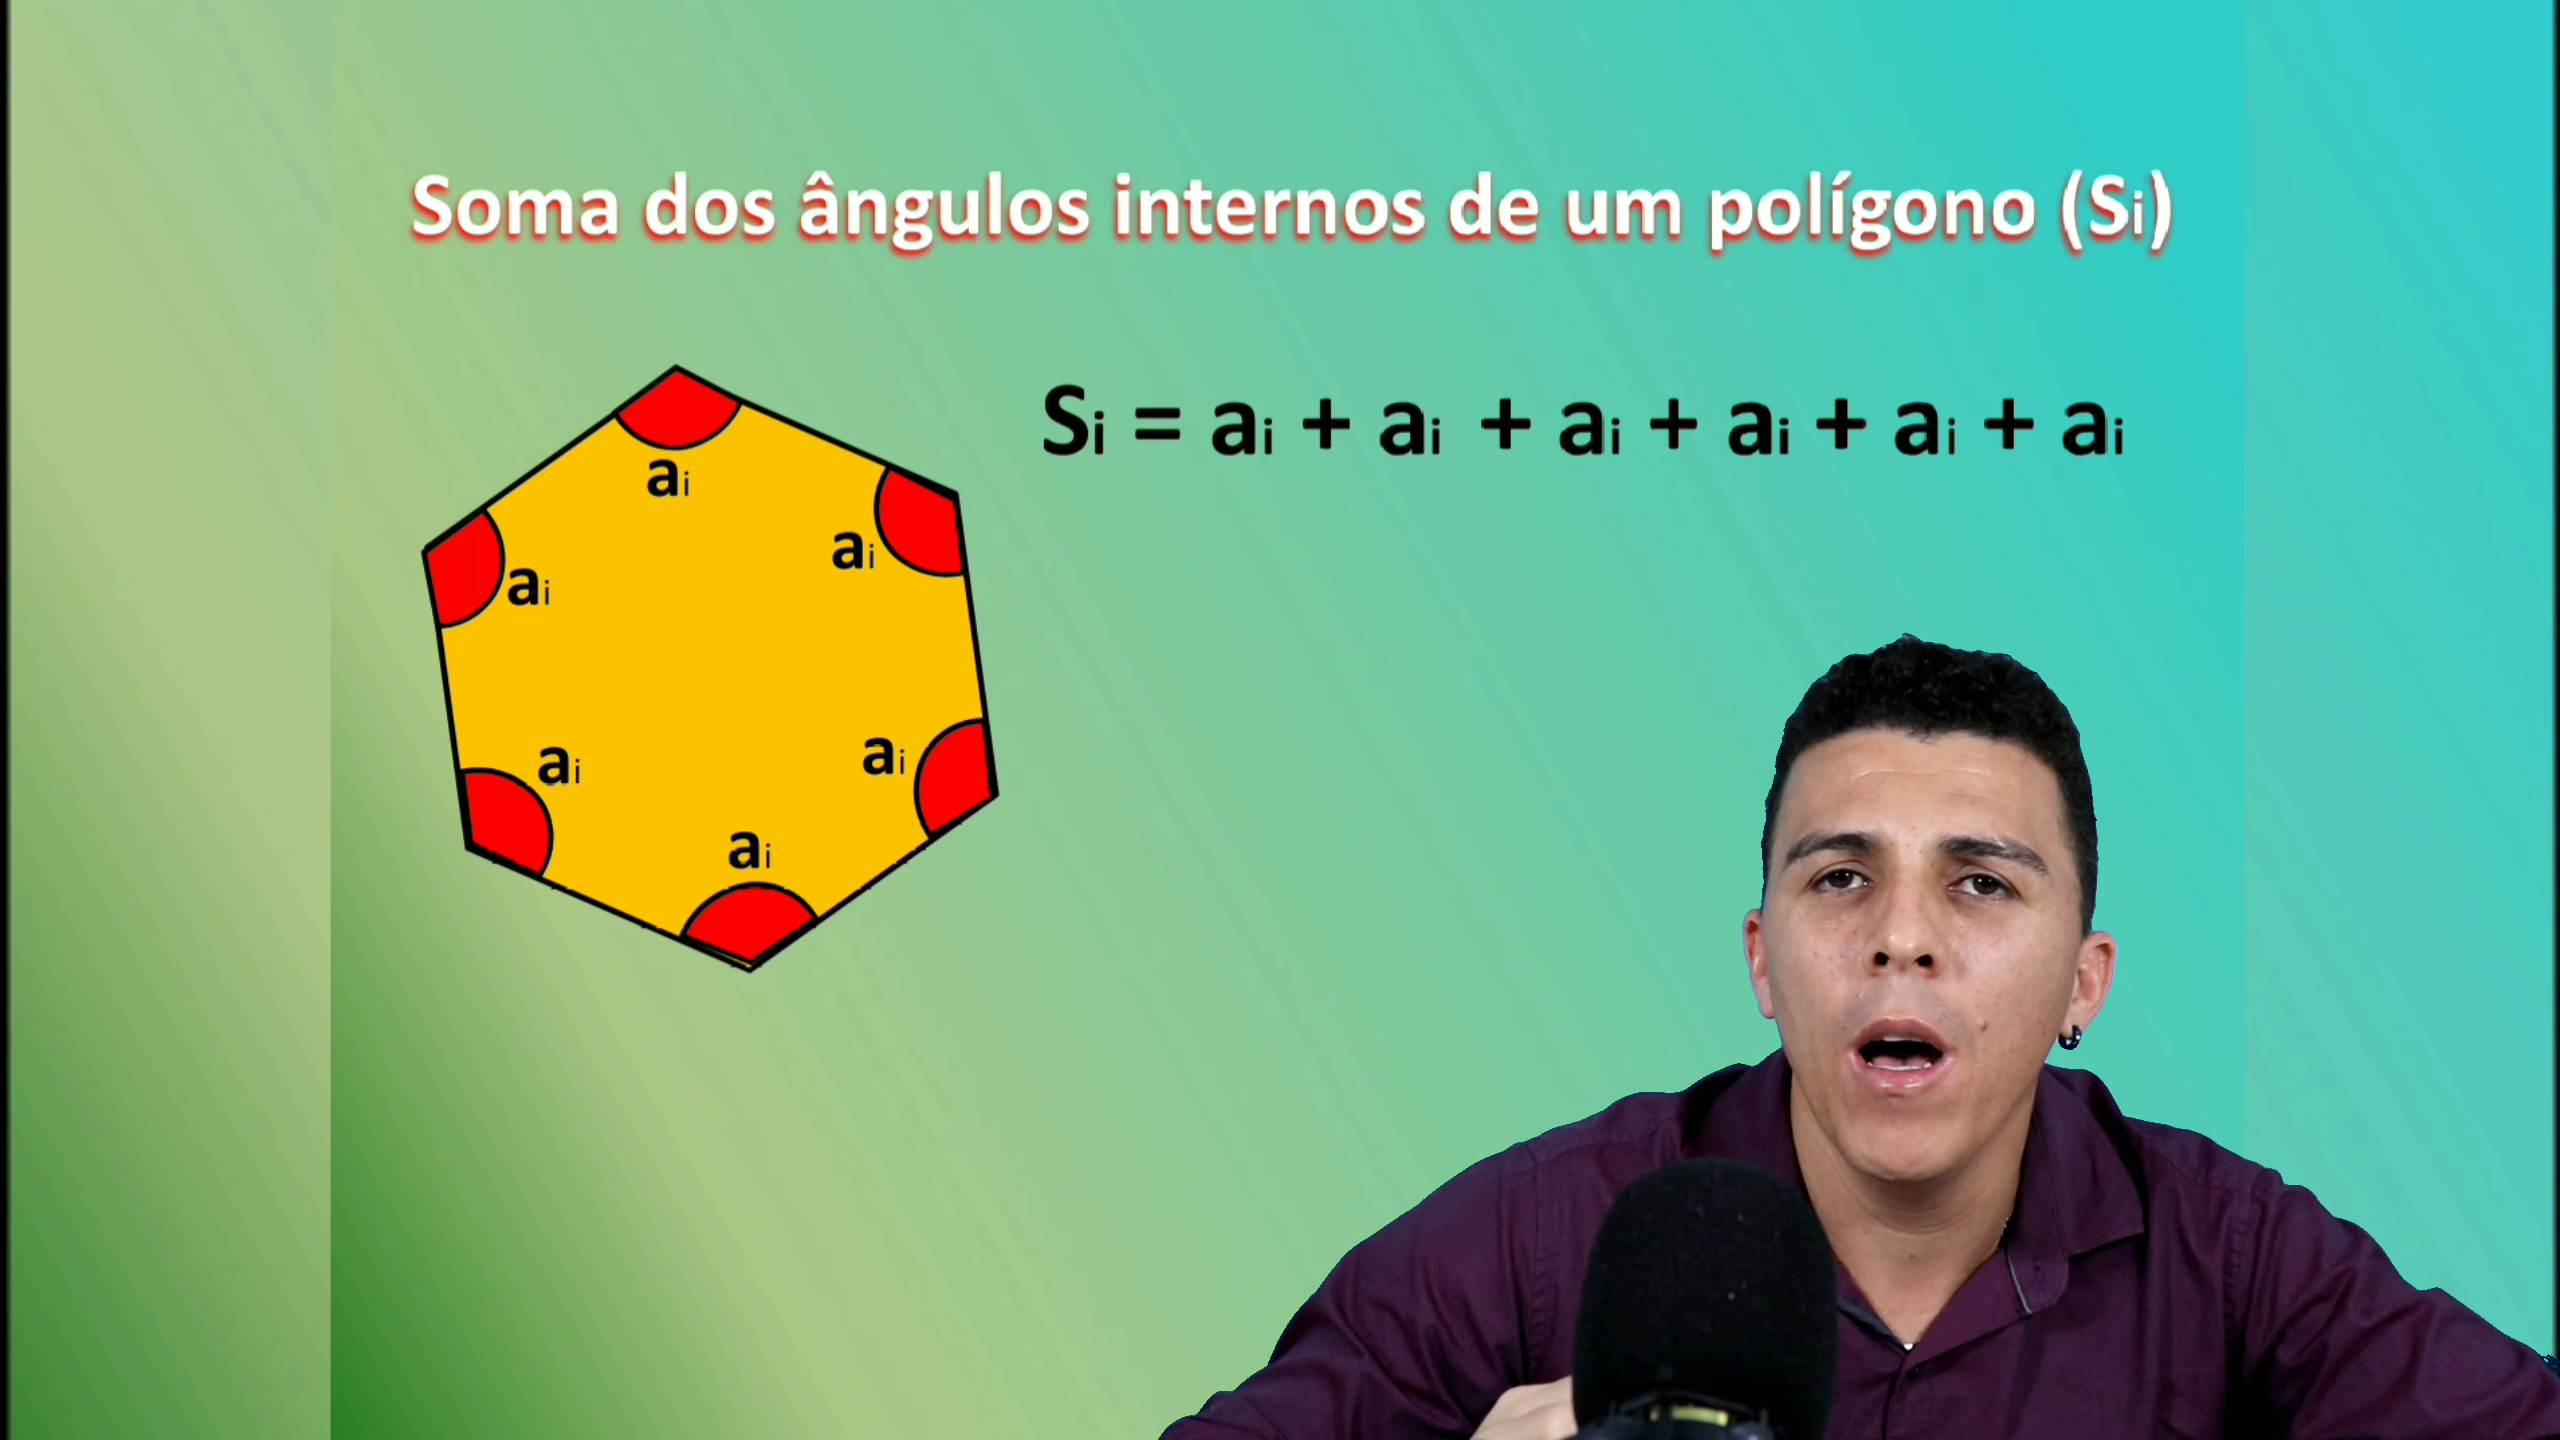 Soma dos ângulos internos de um polígono (Si)
Si = ai + ai + ai + ai + ai + ai
ai
ai
ai
ai
ai
ai